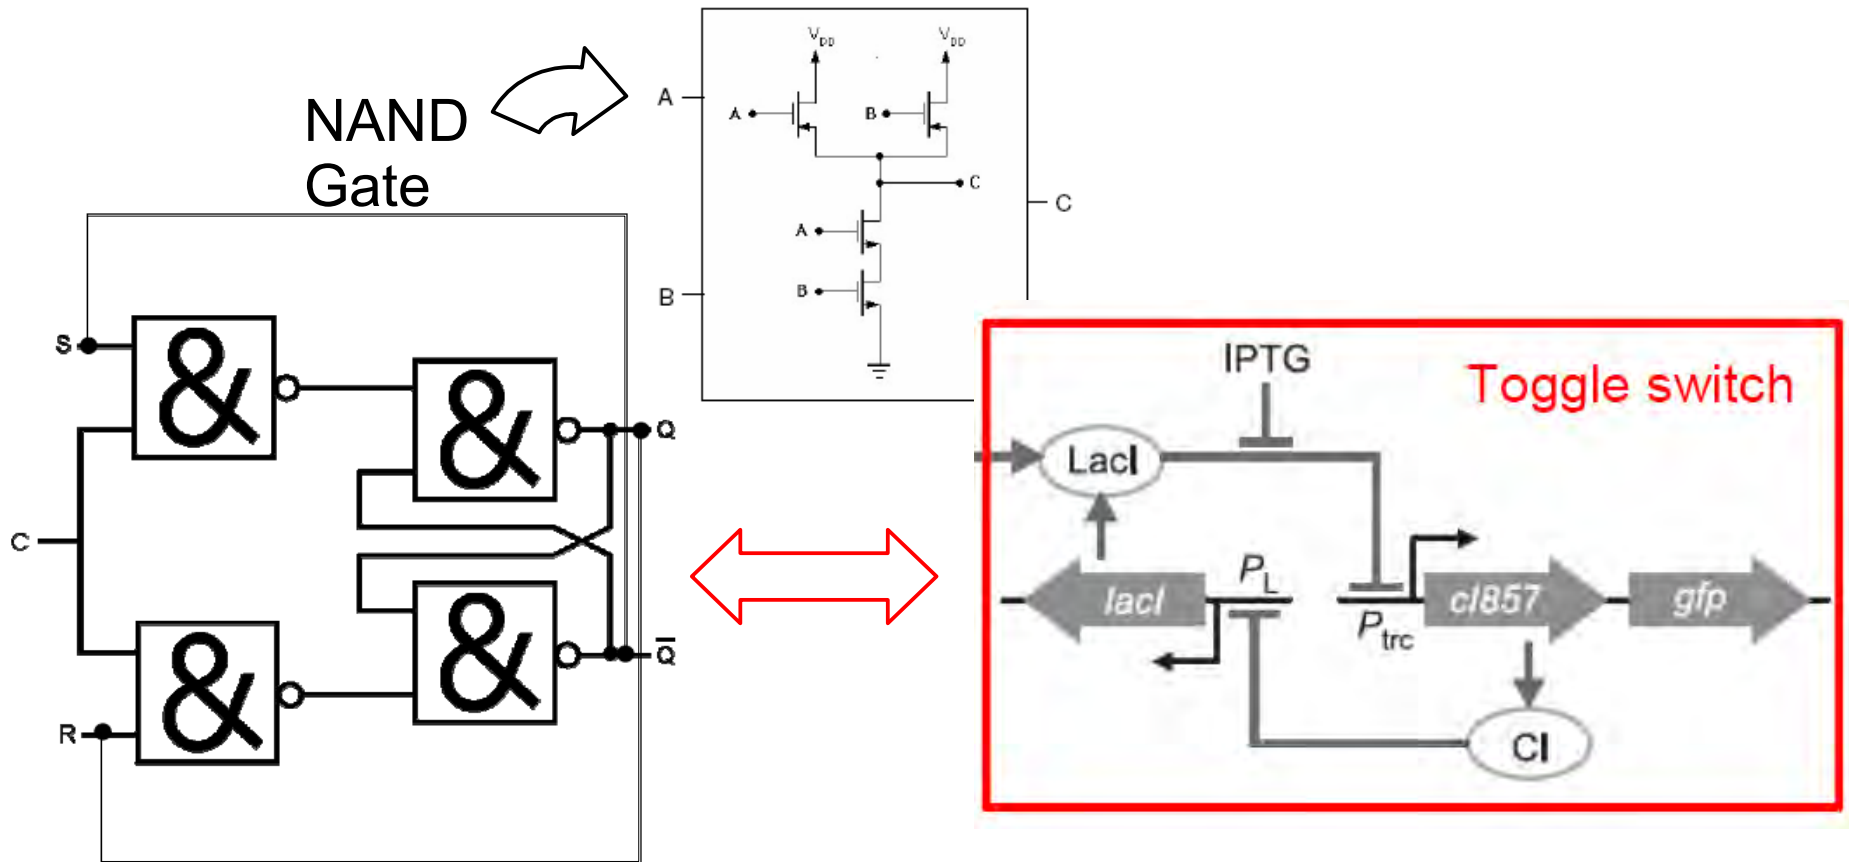 NAND
Gate
V_DD
V_DD
A
A
B
C
C
A
B
B
S
&
&
Q
C
&
&
Q̅
R
Toggle switch
IPTG
LacI
lacI
P_L
P_trc
cI857
gfp
CI